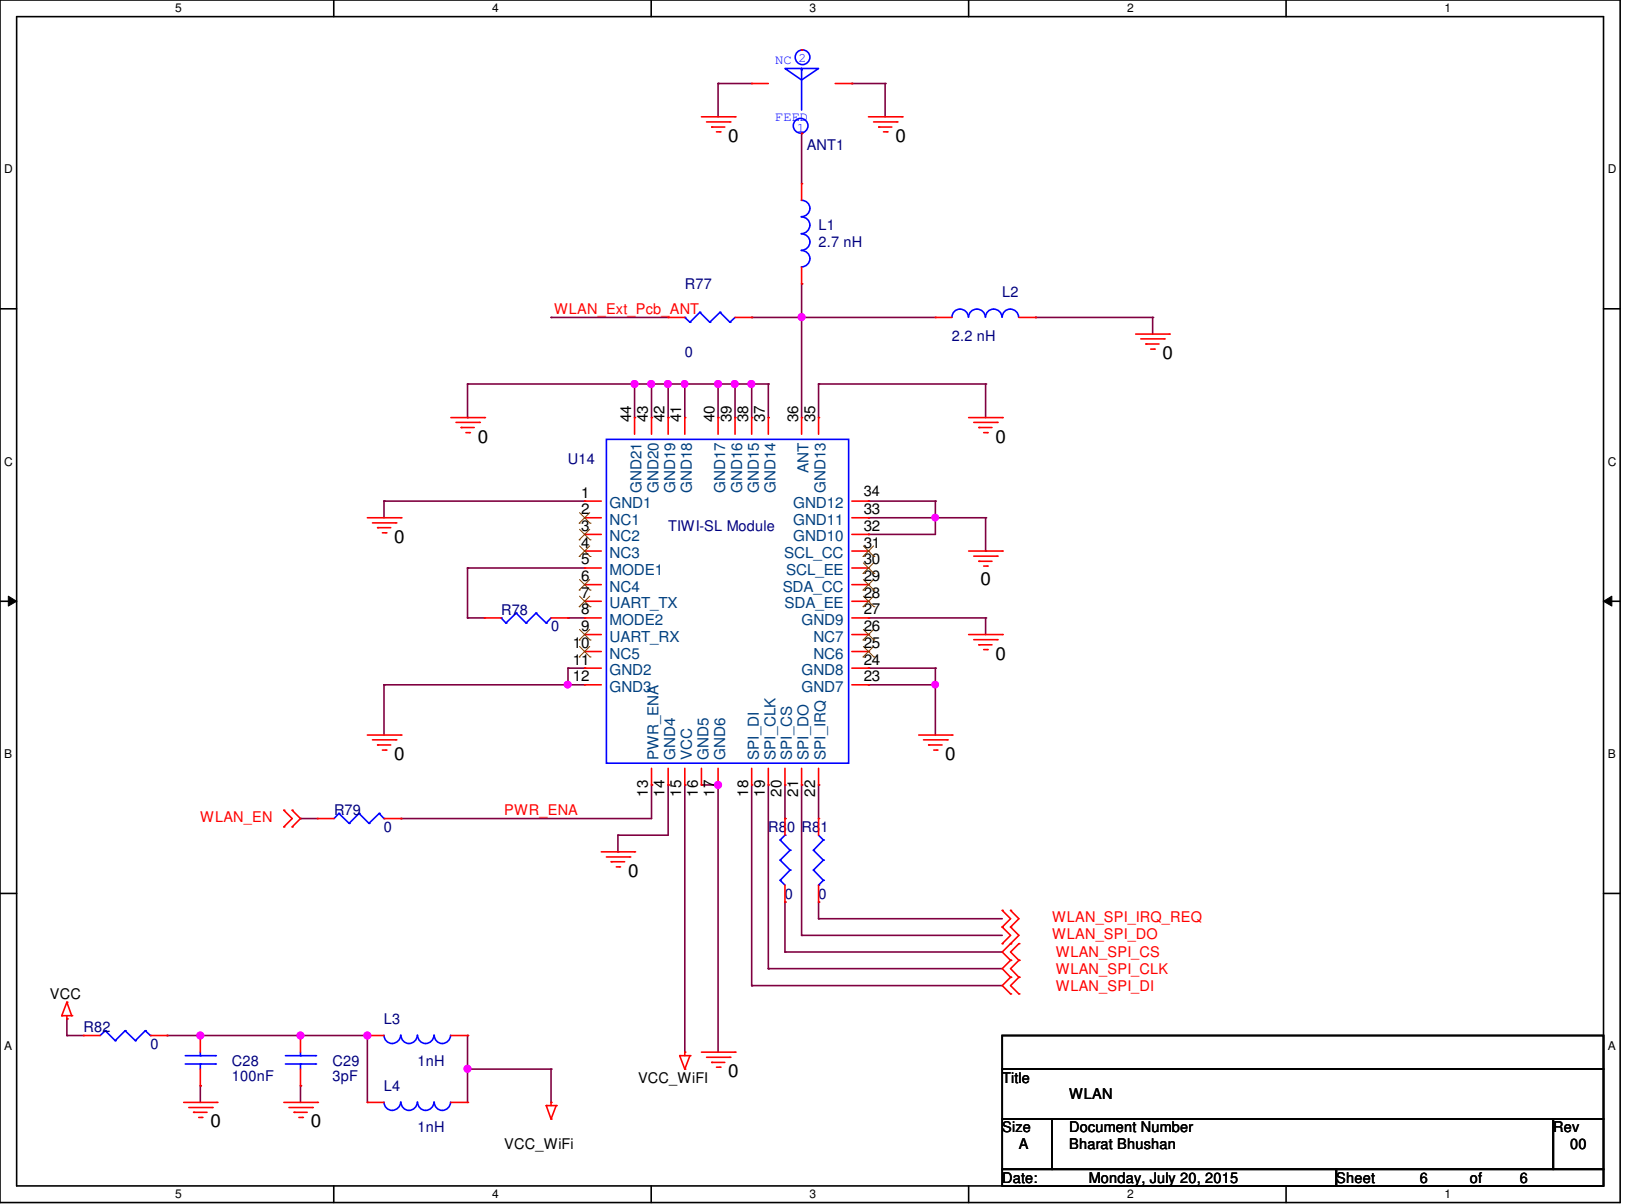 5 4 3 2 1
NC 2
0 0
FEED
1
ANT1
D D
L1
2.7 nH
R77
L2
WLAN_Ext_Pcb_ANT
2.2 nH
0
0
44 43 42 41 40 39 38 37 36 35
0 0
C C
U14
GND21 GND20 GND19 GND18 GND17 GND16 GND15 GND14 ANT GND13
TIWI-SL Module
1 GND1
2 NC1
3 NC2
4 NC3
5 MODE1
6 NC4
7 UART_TX
8 MODE2
9 UART_RX
10 NC5
11 GND2
12 GND3
0
R78
0
0
GND12 34
GND11 33
GND10 32
SCL_CC 31
SCL_EE 30
SDA_CC 29
SDA_EE 28
GND9 27
NC7 26
NC6 25
GND8 24
GND7 23
0
0
0
PWR_ENA GND4 VCC GND5 GND6 SPI_DI SPI_CLK SPI_CS SPI_DO SPI_IRQ
B B
13 14 15 16 17 18 19 20 21 22
WLAN_EN
R79
0
PWR_ENA
R80 R81
0
0 0
WLAN_SPI_IRQ_REQ
WLAN_SPI_DO
WLAN_SPI_CS
WLAN_SPI_CLK
WLAN_SPI_DI
VCC
R82
0
L3
1nH
A A
C28
100nF
C29
3pF
L4
1nH
0 0
VCC_WiFi
VCC_WiFI
0
Title
WLAN
Size
A
Document Number
Bharat Bhushan
Rev
00
Date: Monday, July 20, 2015 Sheet 6 of 6
5 4 3 2 1